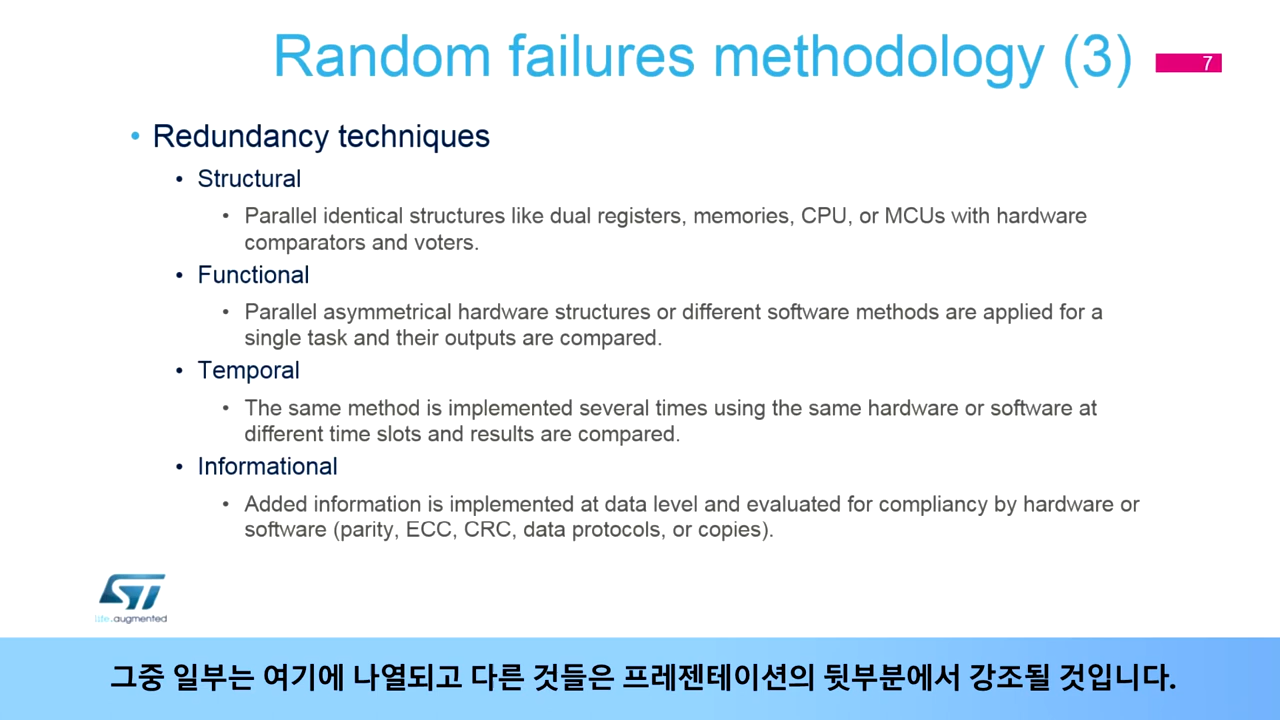 Random failures methodology (3)
7
• Redundancy techniques
• Structural
• Parallel identical structures like dual registers, memories, CPU, or MCUs with hardware
comparators and voters.
• Functional
• Parallel asymmetrical hardware structures or different software methods are applied for a
single task and their outputs are compared.
• Temporal
• The same method is implemented several times using the same hardware or software at
different time slots and results are compared.
• Informational
• Added information is implemented at data level and evaluated for compliancy by hardware or
software (parity, ECC, CRC, data protocols, or copies).
ST
life.augmented
그중 일부는 여기에 나열되고 다른 것들은 프레젠테이션의 뒷부분에서 강조될 것입니다.